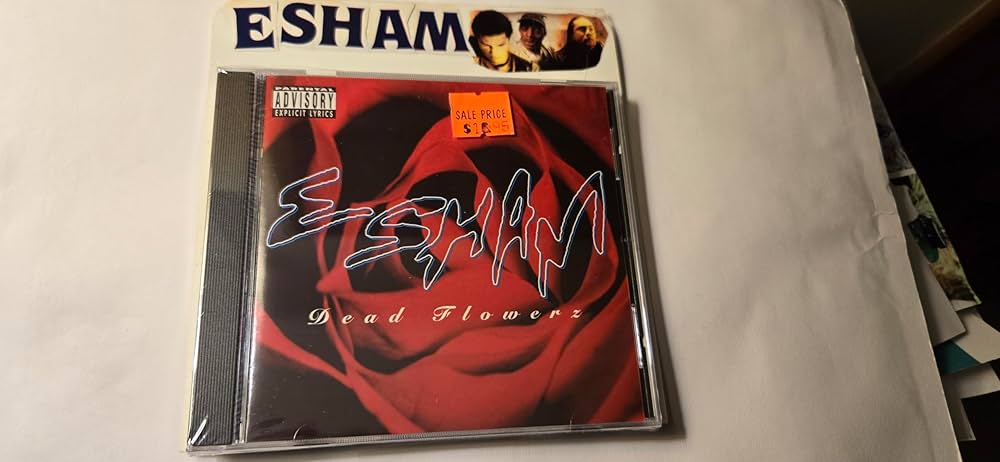 ESHAM
PARENTAL
ADVISORY
EXPLICIT LYRICS
SALE PRICE
ESHAM
Dead Flowerz